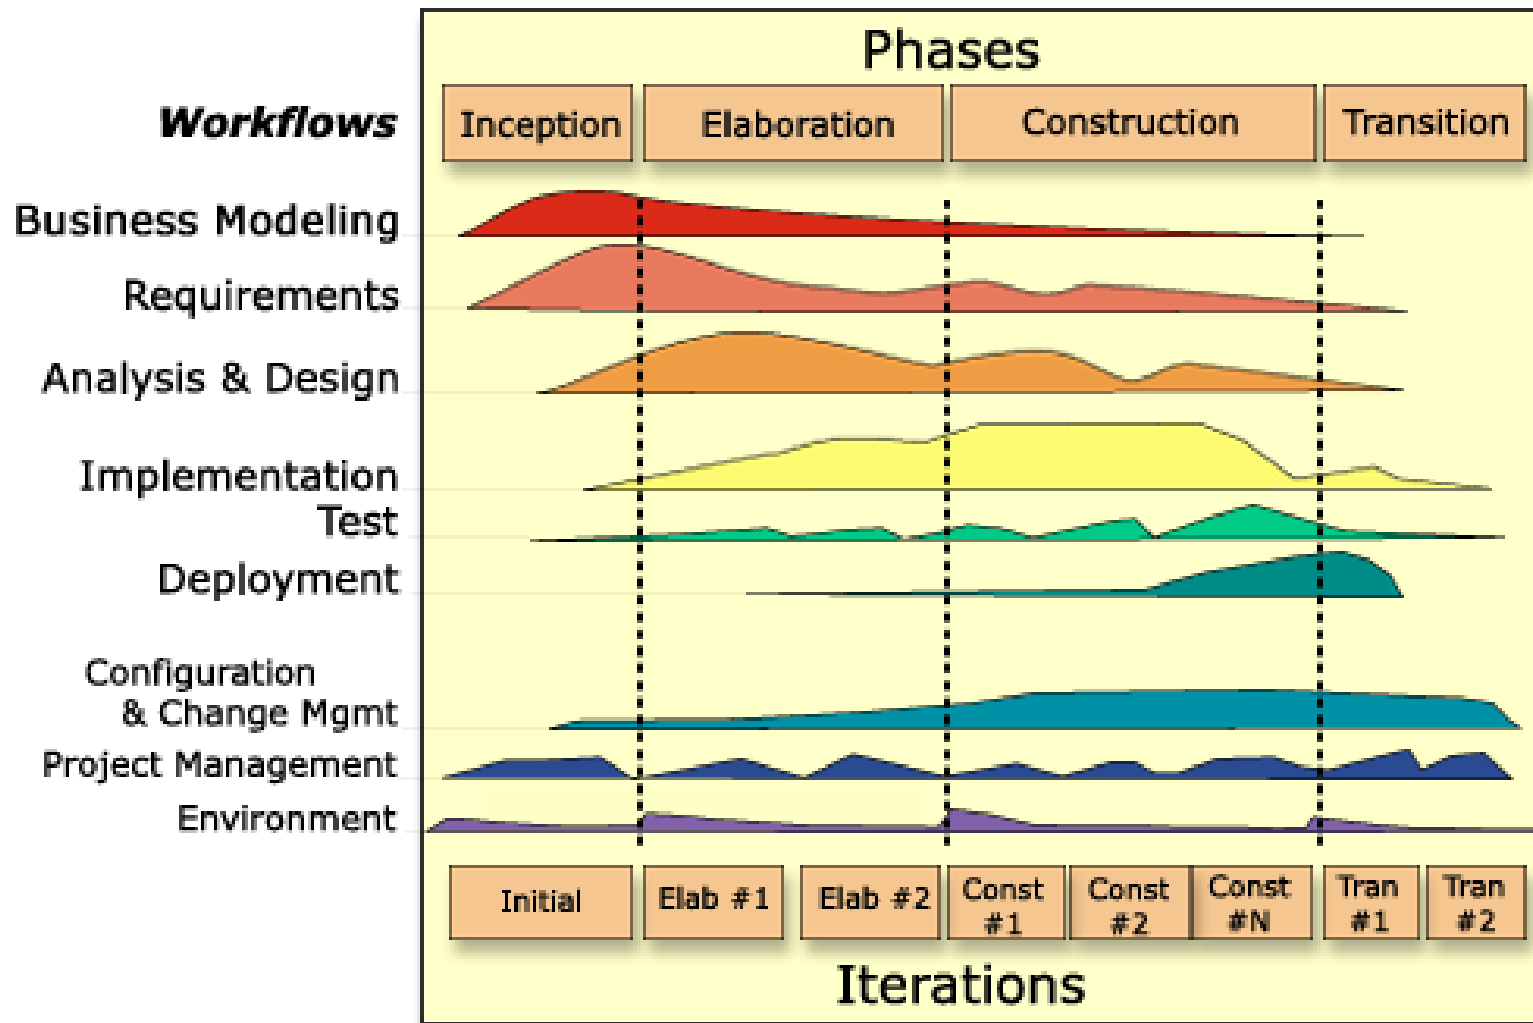 Phases
Workflows
Inception
Elaboration
Construction
Transition
Business Modeling
Requirements
Analysis & Design
Implementation
Test
Deployment
Configuration
& Change Mgmt
Project Management
Environment
Initial
Elab #1
Elab #2
Const
#1
Const
#2
Const
#N
Tran
#1
Tran
#2
Iterations